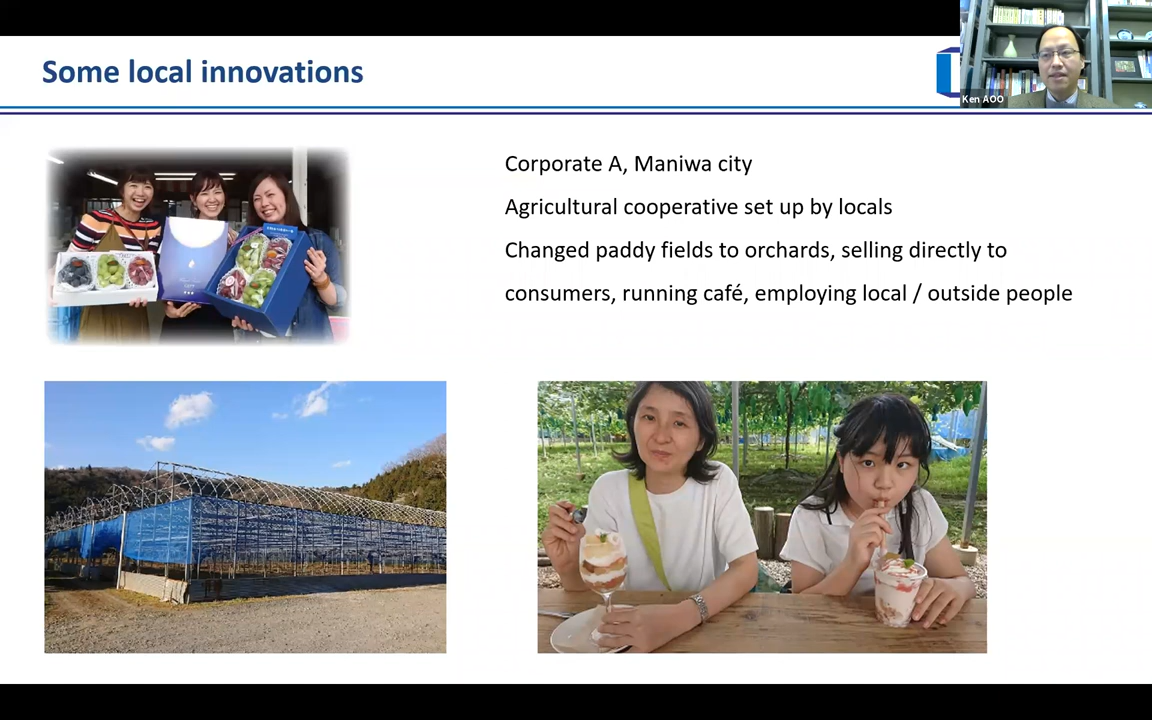 Some local innovations
Ken AOO
Corporate A, Maniwa city
Agricultural cooperative set up by locals
Changed paddy fields to orchards, selling directly to
consumers, running café, employing local / outside people